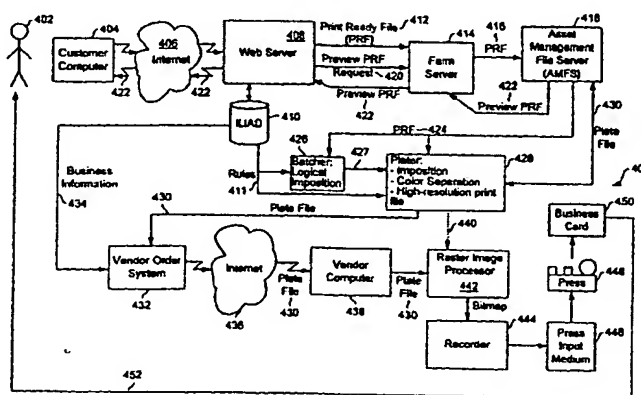 402
Customer
Computer
404
422
406
Internet
422
Web Server
408
Print Ready File
(PRF)
412
Preview PRF
Request
420
Preview PRF
422
414
Farm
Server
416
PRF
418
Asset
Management
File Server
(AMFS)
422
Preview PRF
430
Plate
File
ILIAD
410
Business
Information
434
Rules
411
426
Batcher:
Logical
Imposition
427
PRF
424
Plator:
- Imposition
- Color Separation
- High-resolution print
file
428
430
Plate File
440
Vendor Order
System
432
Internet
436
Plate
File
430
Vendor
Computer
438
Plate
File
430
Raster Image
Processor
442
Bitmap
Recorder
444
Press
Input
Medium
446
Press
448
Business
Card
450
40
452